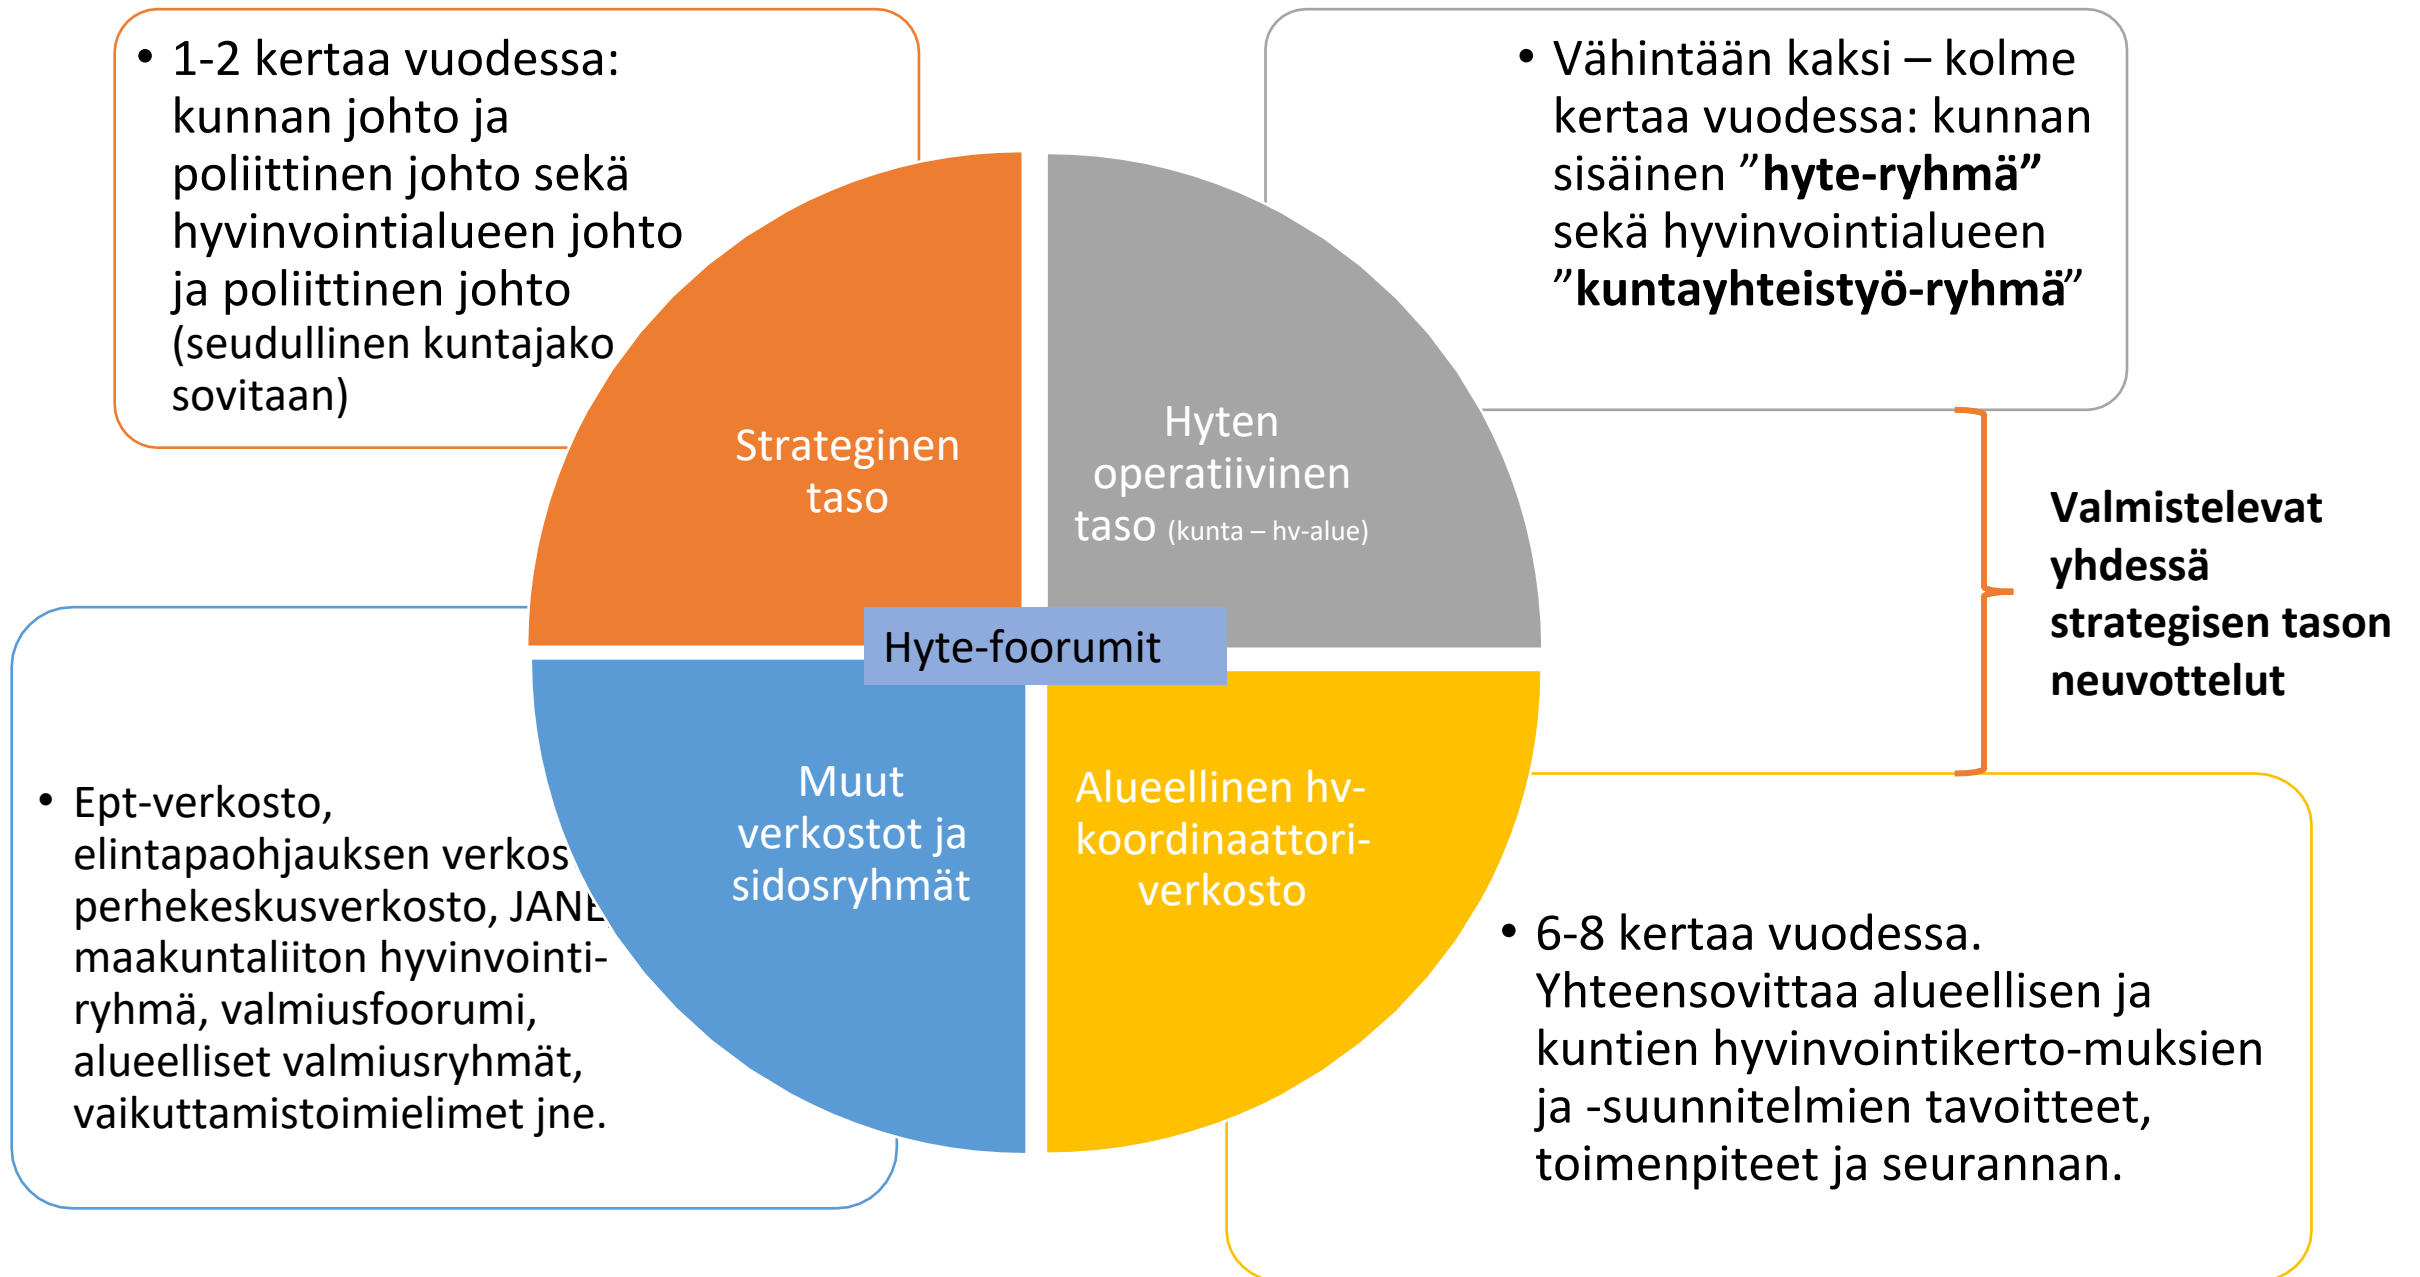 • 1-2 kertaa vuodessa:
kunnan johto ja
poliittinen johto sekä
hyvinvointialueen johto
ja poliittinen johto
(seudullinen kuntajako
sovitaan)
• Vähintään kaksi – kolme
kertaa vuodessa: kunnan
sisäinen ”hyte-ryhmä”
sekä hyvinvointialueen
”kuntayhteistyö-ryhmä”
Strateginen
taso
Hyten
operatiivinen
taso (kunta – hv-alue)
Valmistelevat
yhdessä
strategisen tason
neuvottelut
Hyte-foorumit
Muut
verkostot ja
sidosryhmät
Alueellinen hv-
koordinaattori-
verkosto
• Ept-verkosto,
elintapaohjauksen
perhekeskusverkosto, JANE,
maakuntaliiton hyvinvointi-
ryhmä, valmiusfoorumi,
alueelliset valmiusryhmät,
vaikuttamistoimielimet jne.
• 6-8 kertaa vuodessa.
Yhteensovittaa alueellisen ja
kuntien hyvinvointikerto-muksien
ja -suunnitelmien tavoitteet,
toimenpiteet ja seurannan.